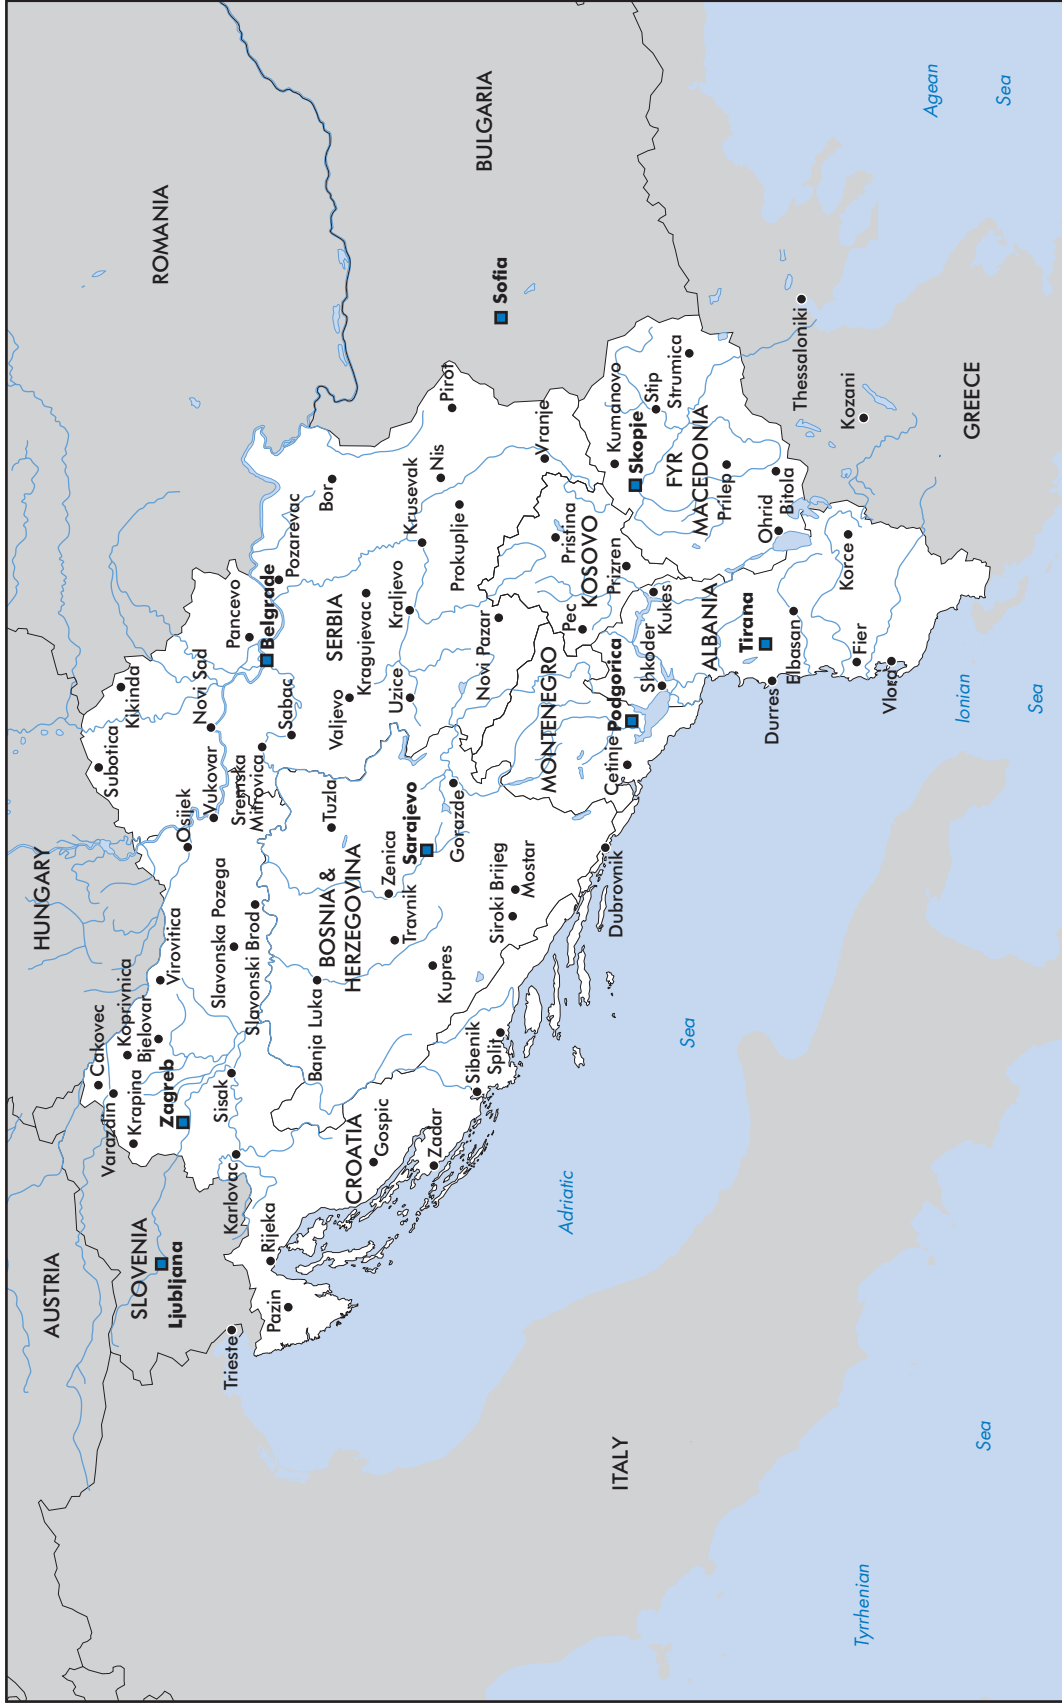 AUSTRIA
HUNGARY
ROMANIA
SLOVENIA
Ljubljana
Trieste
Cakovec
Varazdin
Koprivnica
Krapina
Bjelovar
Zagreb
Virovitica
Sisak
Karlovac
Rijeka
Pazin
Slavonska Pozega
Slavonski Brod
Osijek
Vukovar
CROATIA
Gospic
Zadar
Sibenik
Split
Dubrovnik
Subotica
Kikinda
Novi Sad
Pancevo
Belgrade
Sremska
Mitrovica
Sabac
Pozarevac
Bor
SERBIA
Valjevo
Kragujevac
Uzice
Kraljevo
Krusevak
Nis
Pirot
Prokuplje
Novi Pazar
Vranje
Banja Luka
BOSNIA &
HERZEGOVINA
Tuzla
Zenica
Travnik
Sarajevo
Kupres
Gorazde
Siroki Brijeg
Mostar
BULGARIA
Sofia
MONTENEGRO
Podgorica
Cetinje
Pec
KOSOVO
Pristina
Prizren
Kumanovo
Skopje
Stip
Strumica
FYR
MACEDONIA
Prilep
Ohrid
Bitola
Shkoder
Kukes
ALBANIA
Tirana
Durres
Elbasan
Fier
Korce
Vlora
Thessaloniki
Kozani
GREECE
ITALY
Adriatic
Sea
Tyrrhenian
Sea
Ionian
Sea
Agean
Sea